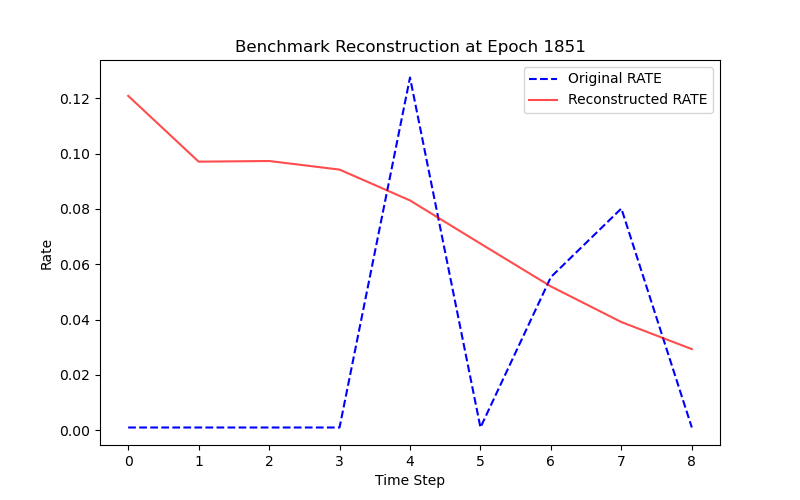 Benchmark Reconstruction at Epoch 1851
Original RATE
Reconstructed RATE
0.12
0.10
0.08
0.06
0.04
0.02
0.00
Rate
0 1 2 3 4 5 6 7 8
Time Step